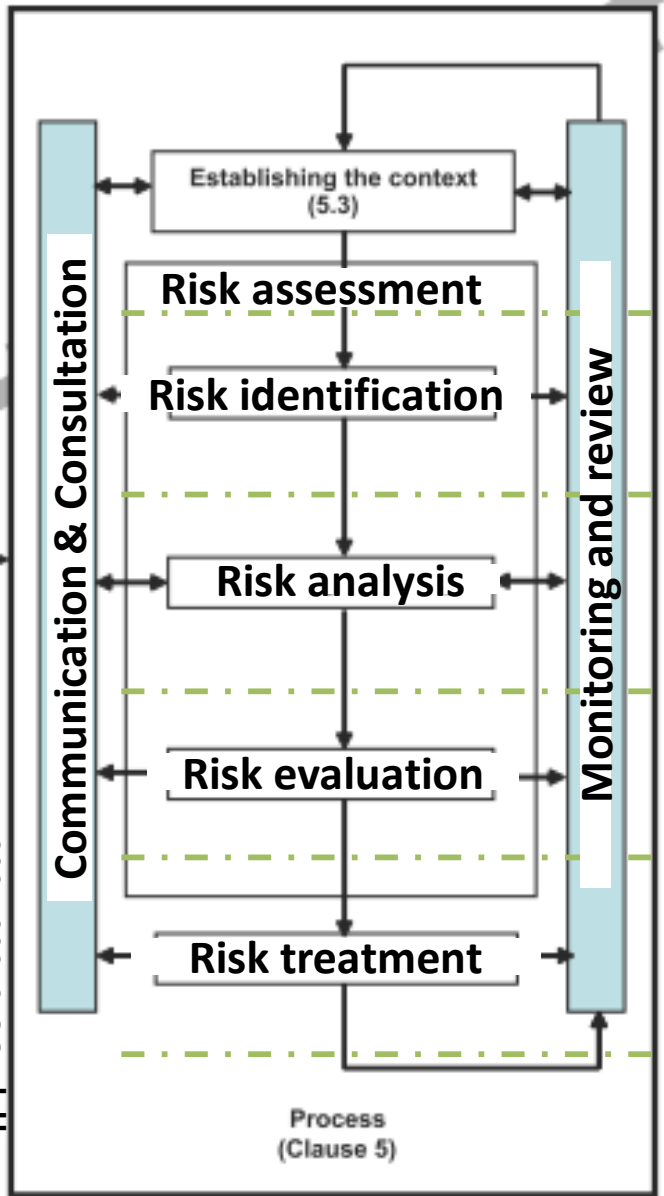 Establishing the context
(5.3)
Risk assessment
Risk identification
Risk analysis
Risk evaluation
Risk treatment
Communication & Consultation
Monitoring and review
Process
(Clause 5)